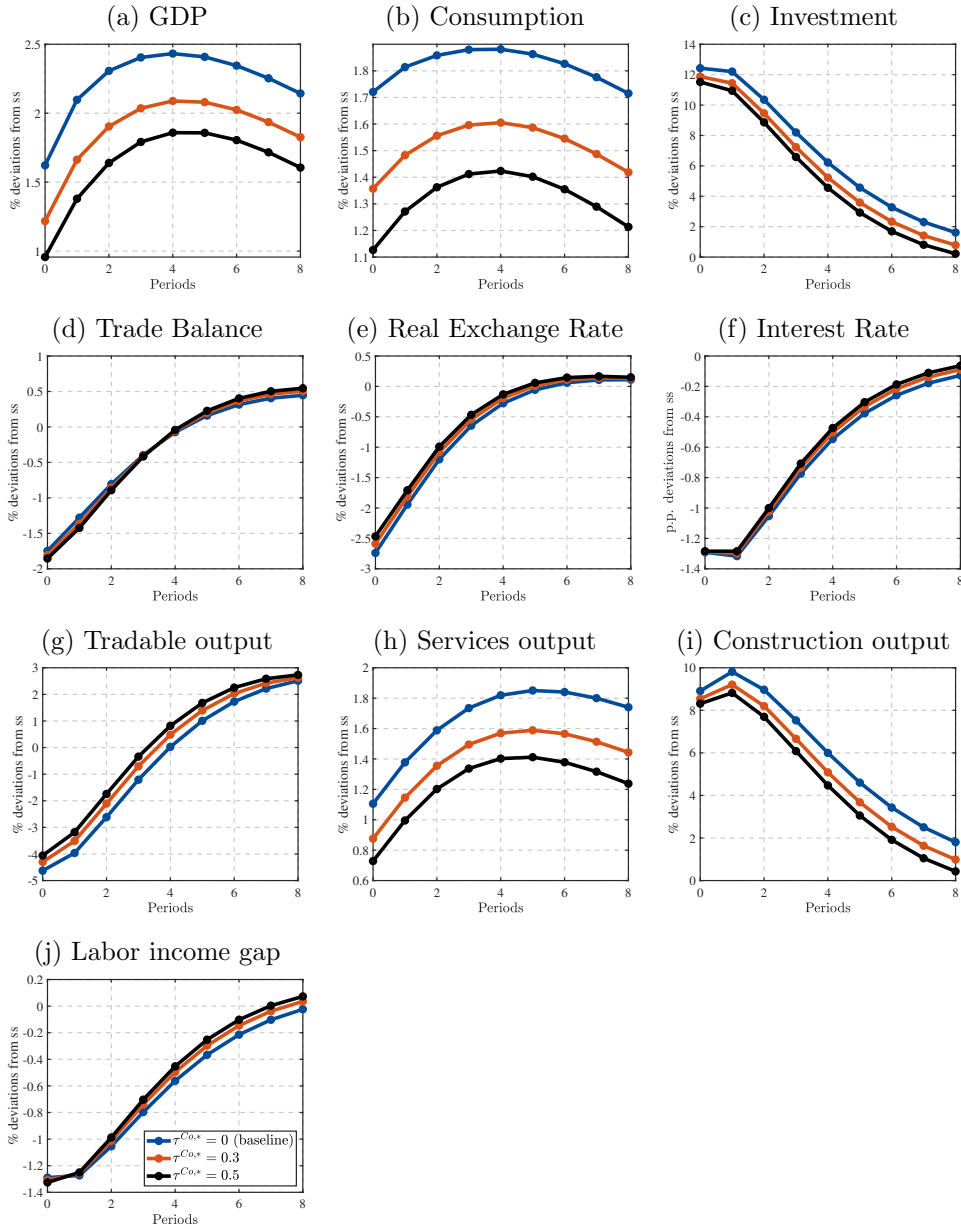 (a) GDP
2.5
2
1.5
1
% deviations from ss
0 2 4 6 8
Periods
(b) Consumption
1.8
1.7
1.6
1.5
1.4
1.3
1.2
1.1
% deviations from ss
0 2 4 6 8
Periods
(c) Investment
14
12
10
8
6
4
2
0
% deviations from ss
0 2 4 6 8
Periods
(d) Trade Balance
1
0.5
0
-0.5
-1
-1.5
-2
% deviations from ss
0 2 4 6 8
Periods
(e) Real Exchange Rate
0.5
0
-0.5
-1
-1.5
-2
-2.5
-3
% deviations from ss
0 2 4 6 8
Periods
(f) Interest Rate
0
-0.2
-0.4
-0.6
-0.8
-1
-1.2
-1.4
p.p. deviations from ss
0 2 4 6 8
Periods
(g) Tradable output
3
2
1
0
-1
-2
-3
-4
-5
% deviations from ss
0 2 4 6 8
Periods
(h) Services output
2
1.8
1.6
1.4
1.2
1
0.8
0.6
% deviations from ss
0 2 4 6 8
Periods
(i) Construction output
10
8
6
4
2
0
% deviations from ss
0 2 4 6 8
Periods
(j) Labor income gap
0.2
0
-0.2
-0.4
-0.6
-0.8
-1
-1.2
-1.4
% deviations from ss
τ^{Co,*} = 0 (baseline)
τ^{Co,*} = 0.3
τ^{Co,*} = 0.5
0 2 4 6 8
Periods